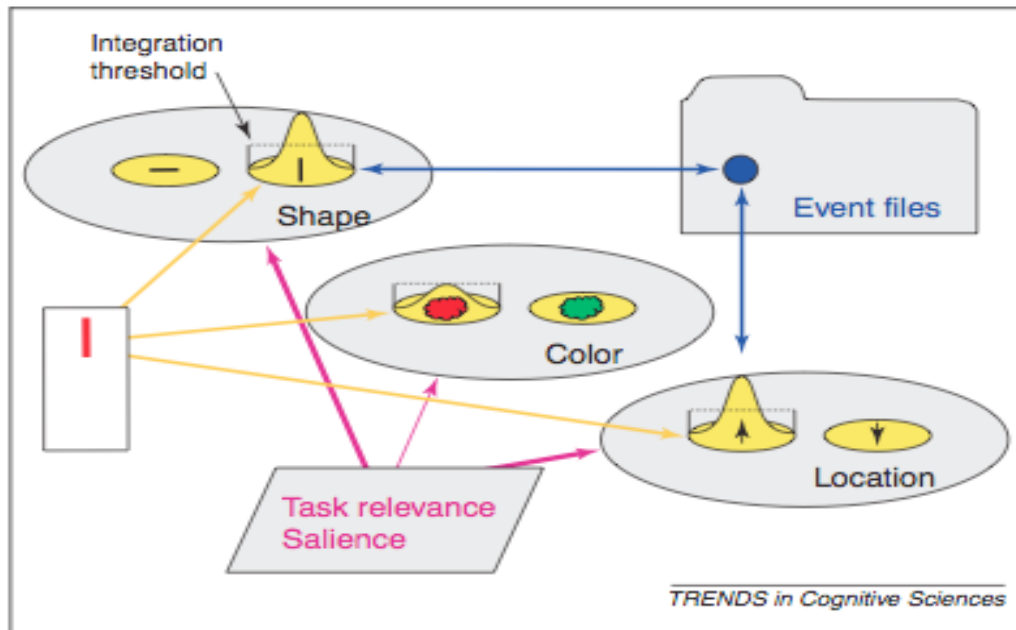 Integration
threshold
Shape
Event files
Color
Location
Task relevance
Salience
TRENDS in Cognitive Sciences